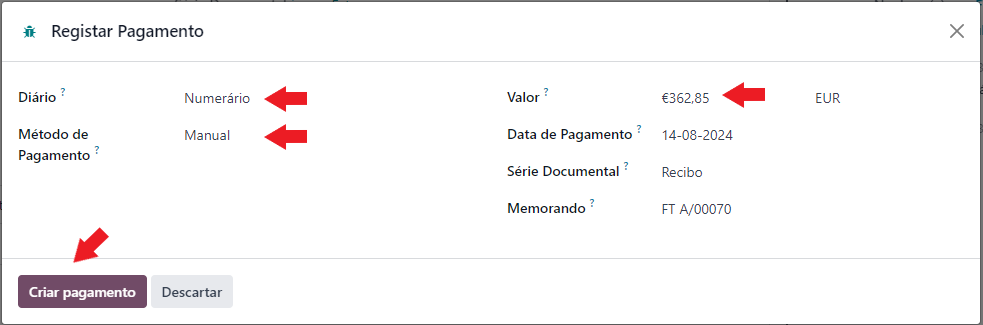 Registar Pagamento
Diário ? Numerário
Valor ? €362,85 EUR
Método de Pagamento ? Manual
Data de Pagamento ? 14-08-2024
Série Documental ? Recibo
Memorando ? FT A/00070
Criar pagamento
Descartar